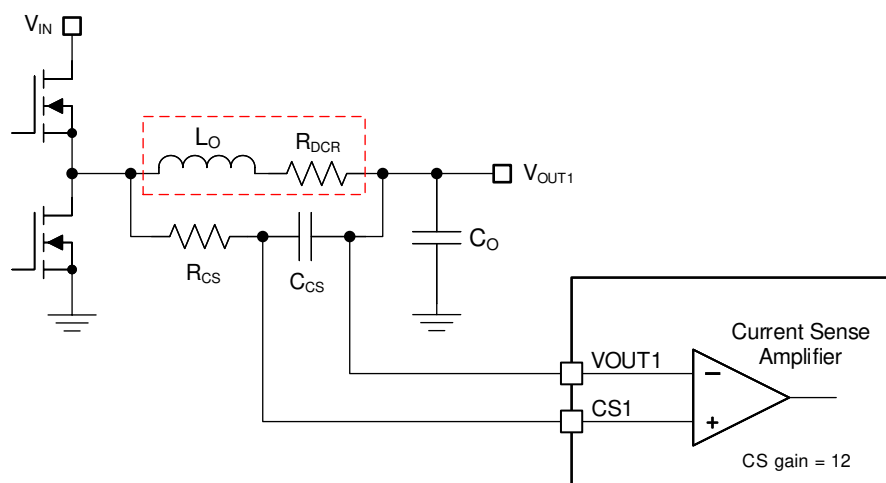 VIN
LO
RDCR
VOUT1
RCS
CCS
CO
Current Sense
Amplifier
VOUT1
−
CS1
+
CS gain = 12